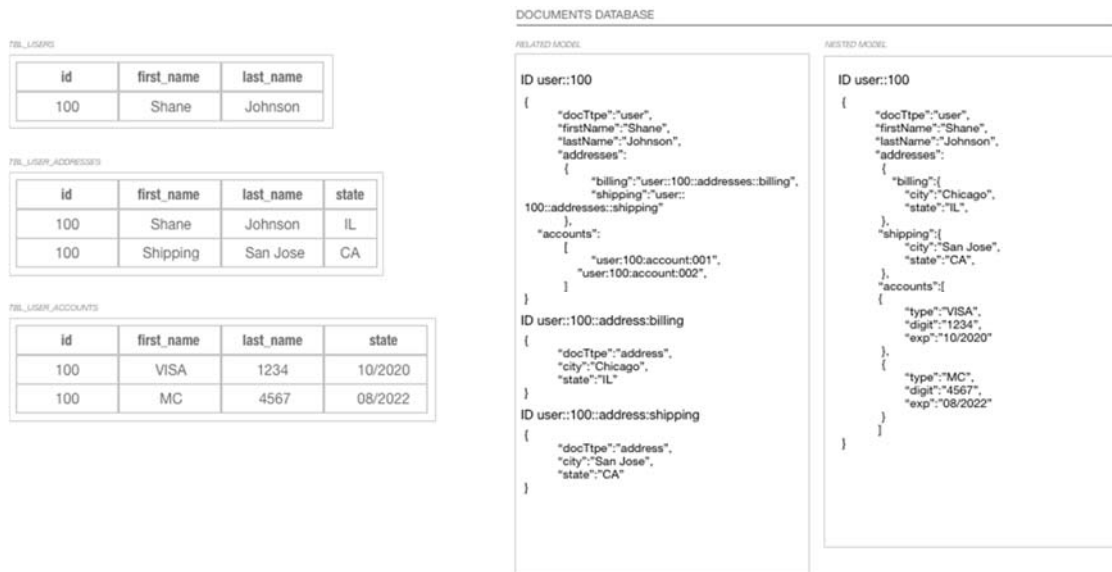 TBL_USERS
id first_name last_name
100 Shane Johnson
TBL_USER_ADDRESSES
id first_name last_name state
100 Shane Johnson IL
100 Shipping San Jose CA
TBL_USER_ACCOUNTS
id first_name last_name state
100 VISA 1234 10/2020
100 MC 4567 08/2022
DOCUMENTS DATABASE
RELATED MODEL
ID user::100
{
"docTtpe":"user",
"firstName":"Shane",
"lastName":"Johnson",
"addresses":
{
"billing":"user::100::addresses::billing",
"shipping":"user::
100::addresses::shipping"
},
"accounts":
[
"user:100:account:001",
"user:100:account:002",
]
}
ID user::100::address:billing
{
"docTtpe":"address",
"city":"Chicago",
"state":"IL"
}
ID user::100::address:shipping
{
"docTtpe":"address",
"city":"San Jose",
"state":"CA"
}
NESTED MODEL
ID user::100
{
"docTtpe":"user",
"firstName":"Shane",
"lastName":"Johnson",
"addresses":
{
"billing":{
"city":"Chicago",
"state":"IL",
},
"shipping":{
"city":"San Jose",
"state":"CA",
},
"accounts":[
{
"type":"VISA",
"digit":"1234",
"exp":"10/2020"
},
{
"type":"MC",
"digit":"4567",
"exp":"08/2022"
}
]
}